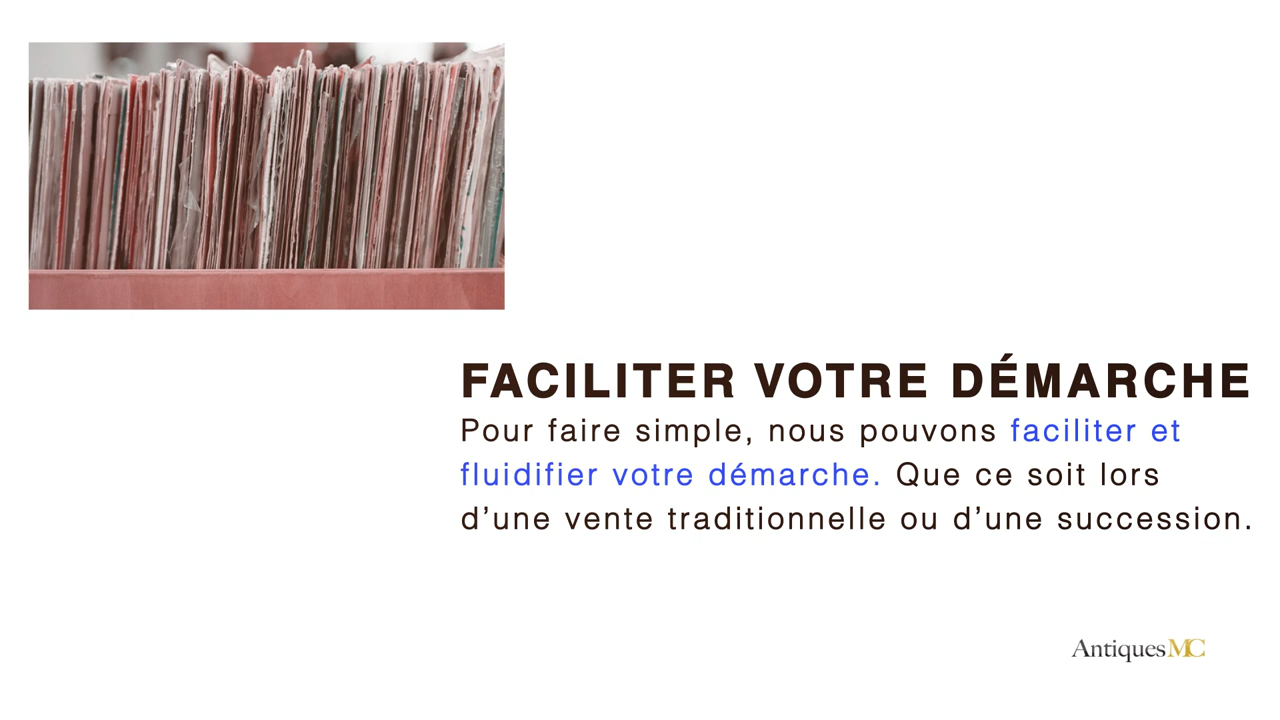 FACILITER VOTRE DÉMARCHE
Pour faire simple, nous pouvons faciliter et
fluidifier votre démarche. Que ce soit lors
d’une vente traditionnelle ou d’une succession.
AntiquesMC